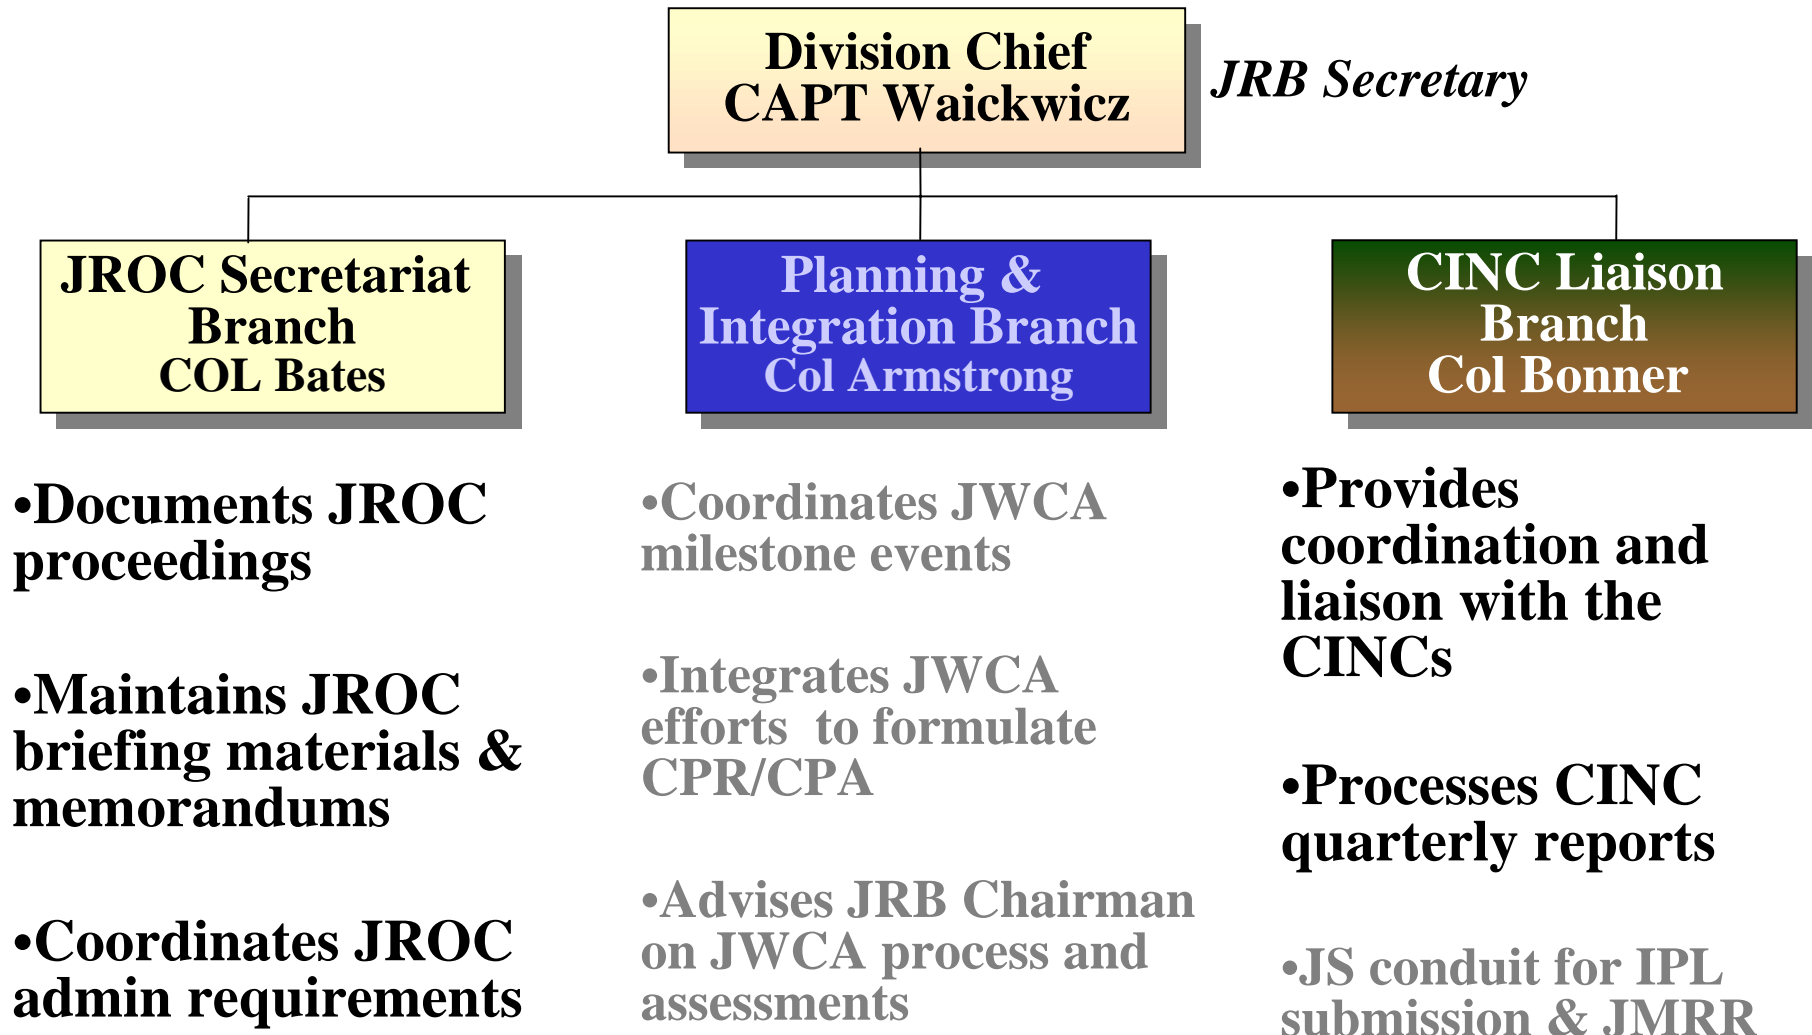 Division Chief
CAPT Waickwicz
JRB Secretary
JROC Secretariat
Branch
COL Bates
Planning &
Integration Branch
Col Armstrong
CINC Liaison
Branch
Col Bonner
•Documents JROC
proceedings
•Maintains JROC
briefing materials &
memorandums
•Coordinates JROC
admin requirements
•Coordinates JWCA
milestone events
•Integrates JWCA
efforts to formulate
CPR/CPA
•Advises JRB Chairman
on JWCA process and
assessments
•Provides
coordination and
liaison with the
CINCs
•Processes CINC
quarterly reports
•JS conduit for IPL
submission & JMRR